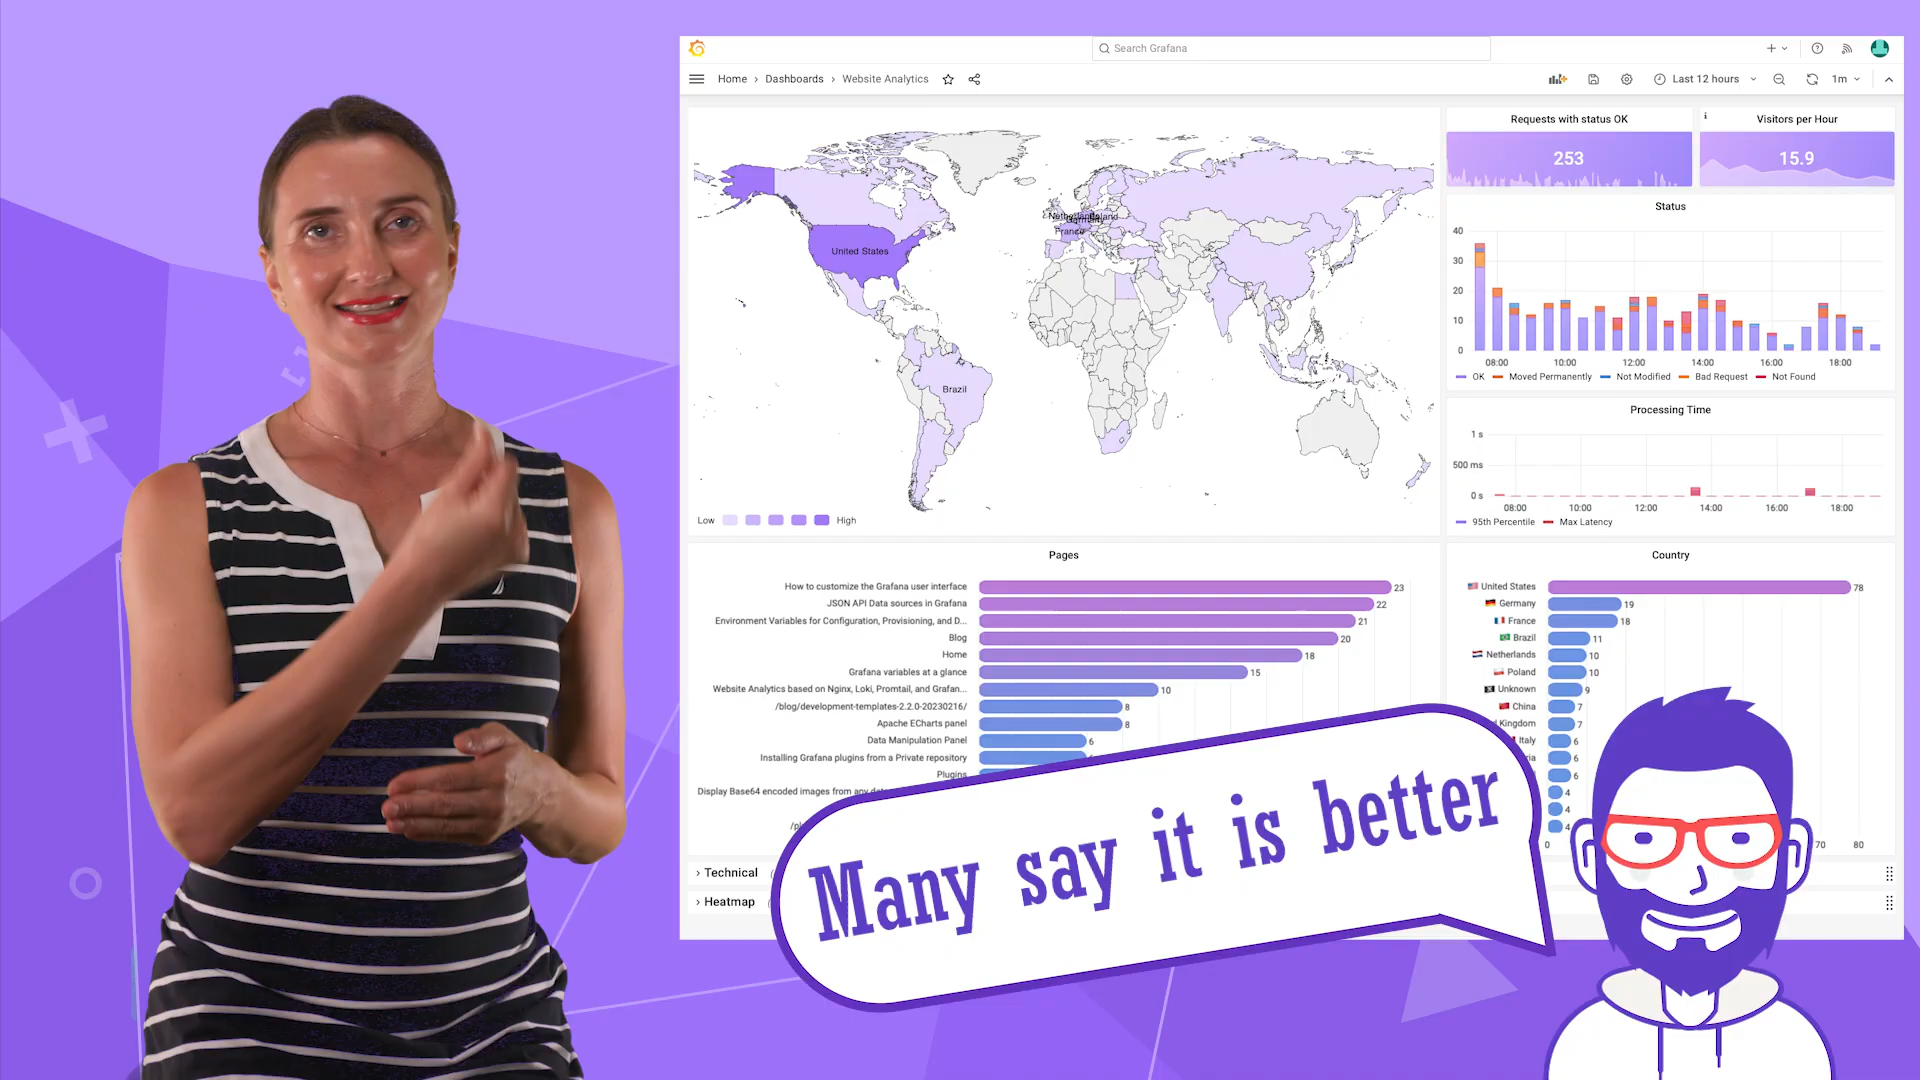 Search Grafana
Home › Dashboards › Website Analytics
Last 12 hours
1m
United States
Brazil
Netherlands
Poland
Germany
France
Low
High
Requests with status OK
253
Visitors per Hour
15.9
Status
40
30
20
10
0
08:00 10:00 12:00 14:00 16:00 18:00
OK Moved Permanently Not Modified Bad Request Not Found
Processing Time
1 s
500 ms
0 s
08:00 10:00 12:00 14:00 16:00 18:00
95th Percentile Max Latency
Pages
How to customize the Grafana user interface 23
JSON API Data sources in Grafana 22
Environment Variables for Configuration, Provisioning, and D... 21
Blog 20
Home 18
Grafana variables at a glance 15
Website Analytics based on Nginx, Loki, Promtail, and Grafan... 10
/blog/development-templates-2.2.0-20230216/ 8
Apache ECharts panel 8
Data Manipulation Panel 6
Installing Grafana plugins from a Private repository
Plugins
Display Base64 encoded images from any
Country
United States 78
Germany 19
France 18
Brazil 11
Netherlands 10
Poland 10
Unknown 9
China 7
Kingdom 7
Italy 6
6
6
4
4
4
0 70 80
› Technical
› Heatmap
Many say it is better